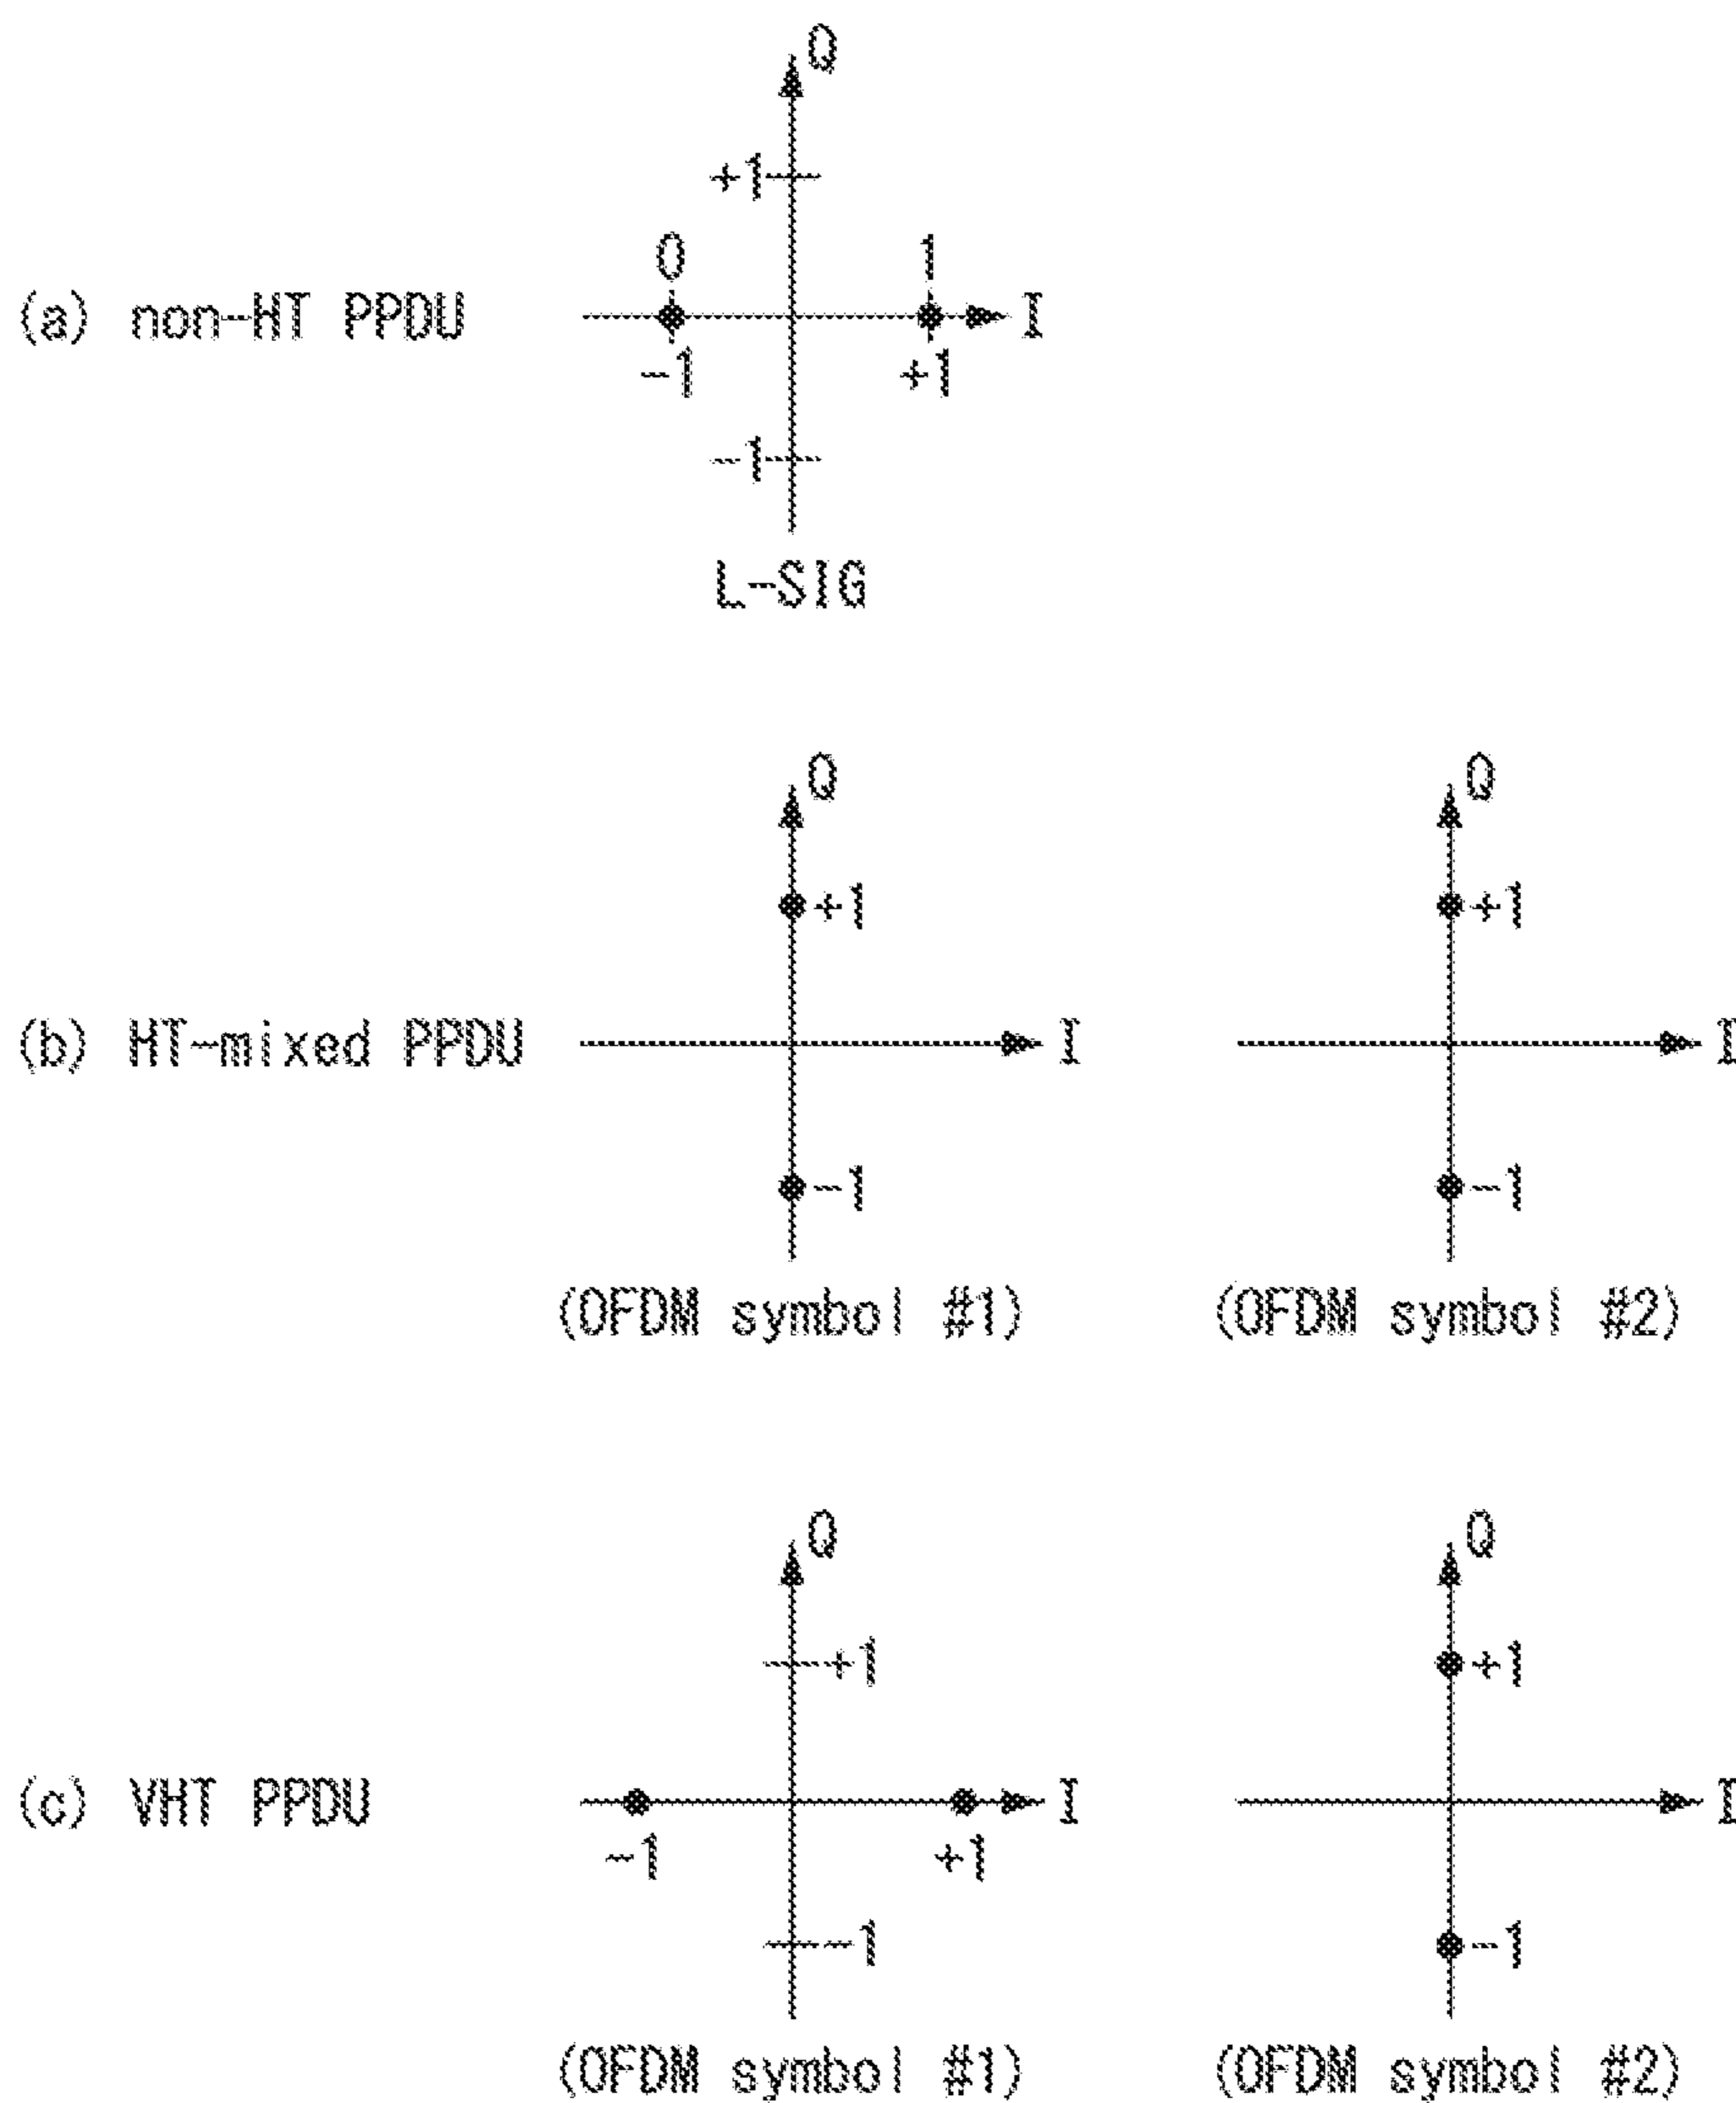 Q
+1
0 1
(a) non-HT PPDU I
-1 +1
-1
L-SIG
Q Q
+1 +1
(b) HT-mixed PPDU I I
-1 -1
(OFDM symbol #1) (OFDM symbol #2)
Q Q
+1 +1
(c) VHT PPDU I I
-1 +1
-1 -1
(OFDM symbol #1) (OFDM symbol #2)